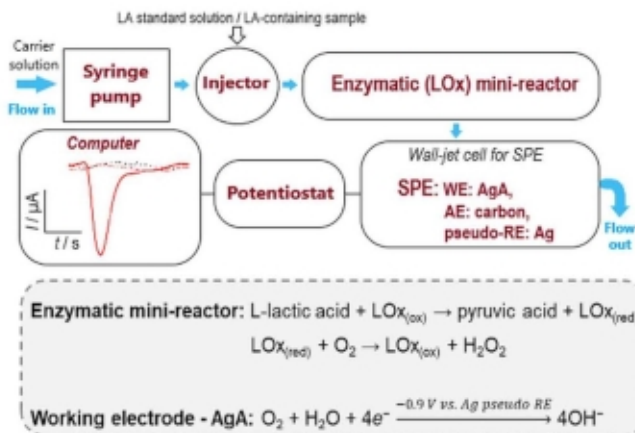 LA standard solution / LA-containing sample
Carrier
solution
Flow in
Syringe
pump
Injector
Enzymatic (LOx) mini-reactor
Computer
I / μA
t / s
Potentiostat
Wall-jet cell for SPE
SPE: WE: AgA,
AE: carbon,
pseudo-RE: Ag
Flow
out
Enzymatic mini-reactor: L-lactic acid + LOx(ox) → pyruvic acid + LOx(red
LOx(red) + O₂ → LOx(ox) + H₂O₂
Working electrode - AgA: O₂ + H₂O + 4e⁻ —−0.9 V vs. Ag pseudo RE→ 4OH⁻